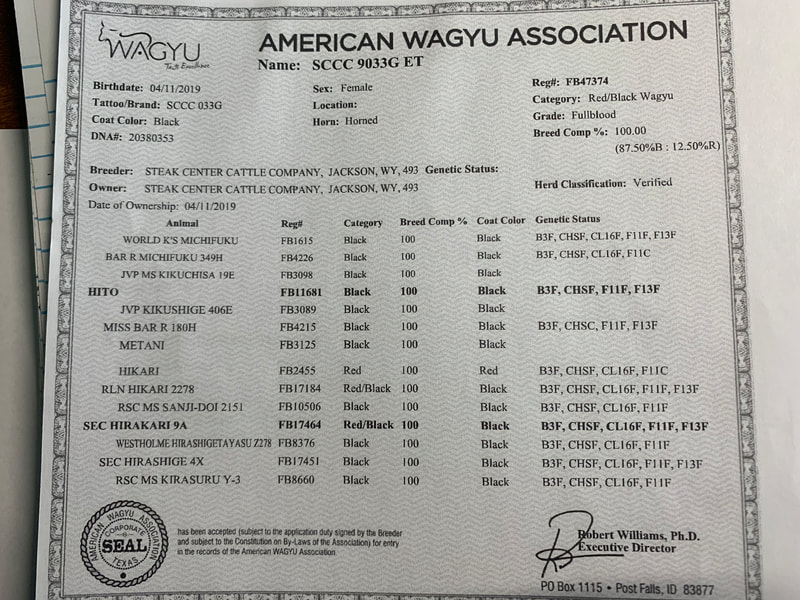 WAGYU
AMERICAN WAGYU ASSOCIATION
Name: SCCC 9033G ET
Birthdate: 04/11/2019 Sex: Female Reg#: FB47374
Tattoo/Brand: SCCC 033G Location: Category: Red/Black Wagyu
Coat Color: Black Horn: Horned Grade: Fullblood
DNA#: 20380353 Breed Comp %: 100.00
(87.50%B : 12.50%R)
Breeder: STEAK CENTER CATTLE COMPANY, JACKSON, WY, 493 Genetic Status:
Owner: STEAK CENTER CATTLE COMPANY, JACKSON, WY, 493 Herd Classification: Verified
Date of Ownership: 04/11/2019
Animal Reg# Category Breed Comp % Coat Color Genetic Status
WORLD K'S MICHIFUKU FB1615 Black 100 Black B3F, CHSF, CL16F, F11F, F13F
BAR R MICHIFUKU 349H FB4226 Black 100 Black B3F, CHSF, CL16F, F11C
JVP MS KIKUCHISA 19E FB3098 Black 100 Black
HITO FB11681 Black 100 Black B3F, CHSF, F11F, F13F
JVP KIKUSHIGE 406E FB3089 Black 100 Black
MISS BAR R 180H FB4215 Black 100 Black B3F, CHSC, F11F, F13F
METANI FB3125 Black 100 Black
HIKARI FB2455 Red 100 Red B3F, CHSF, CL16F, F11C
RLN HIKARI 2278 FB17184 Red/Black 100 Black B3F, CHSF, CL16F, F11F, F13F
RSC MS SANJI-DOI 2151 FB10506 Black 100 Black B3F, CHSF, CL16F, F11F
SEC HIRAKARI 9A FB17464 Red/Black 100 Black B3F, CHSF, CL16F, F11F, F13F
WESTHOLME HIRASHIGETAYASU Z278 FB8376 Black 100 Black B3F, CHSF, CL16F, F11F
SEC HIRASHIGE 4X FB17451 Black 100 Black B3F, CHSF, CL16F, F11F, F13F
RSC MS KIRASURU Y-3 FB8660 Black 100 Black B3F, CHSF, CL16F, F11F
AMERICAN WAGYU ASSOCIATION
CORPORATE
SEAL
TEXAS
has been accepted (subject to the application duly signed by the Breeder
and subject to the Constitution on By-Laws of the Association) for entry
in the records of the American WAGYU Association
Robert Williams, Ph.D.
Executive Director
PO Box 1115 • Post Falls, ID 83877